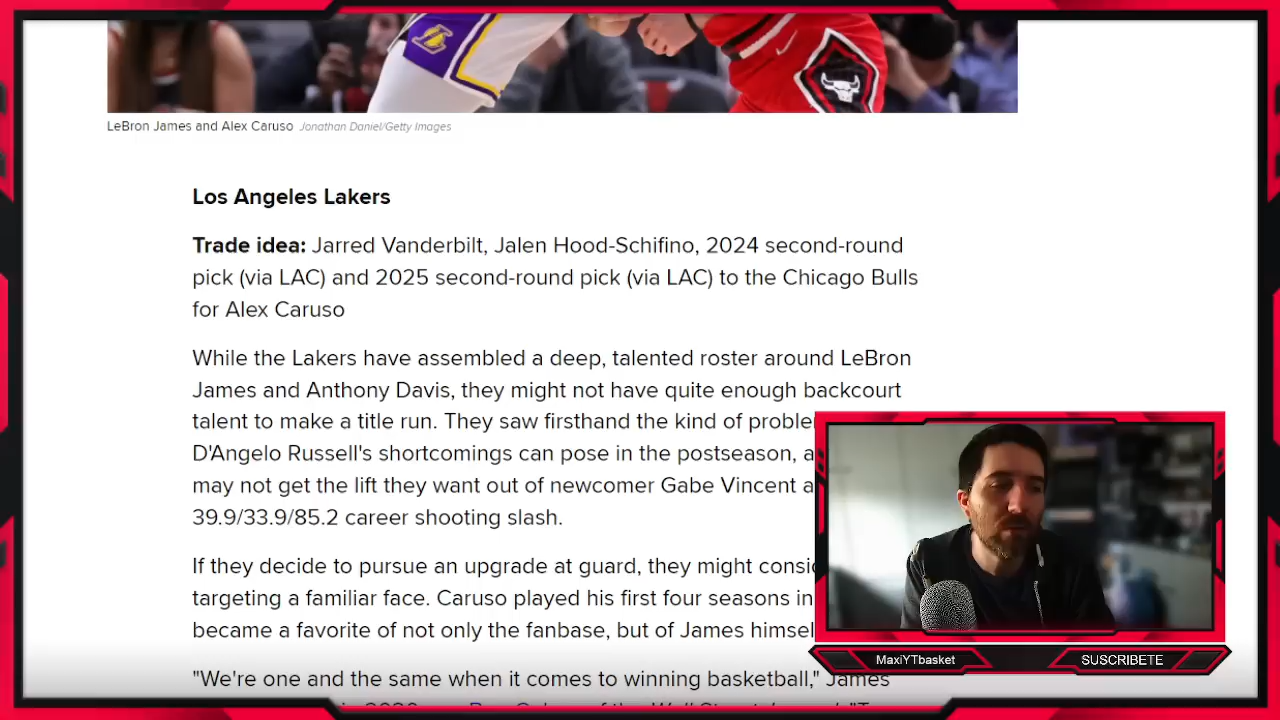 LeBron James and Alex Caruso Jonathan Daniel/Getty Images
Los Angeles Lakers
Trade idea: Jarred Vanderbilt, Jalen Hood-Schifino, 2024 second-round
pick (via LAC) and 2025 second-round pick (via LAC) to the Chicago Bulls
for Alex Caruso
While the Lakers have assembled a deep, talented roster around LeBron
James and Anthony Davis, they might not have quite enough backcourt
talent to make a title run. They saw firsthand the kind of
D'Angelo Russell's shortcomings can pose in the postseason,
may not get the lift they want out of newcomer Gabe Vincent
39.9/33.9/85.2 career shooting slash.
If they decide to pursue an upgrade at guard, they might
targeting a familiar face. Caruso played his first four seasons in
became a favorite of not only the fanbase, but of James
"We're one and the same when it comes to winning basketball," James
MaxiYTbasket
SUSCRIBETE